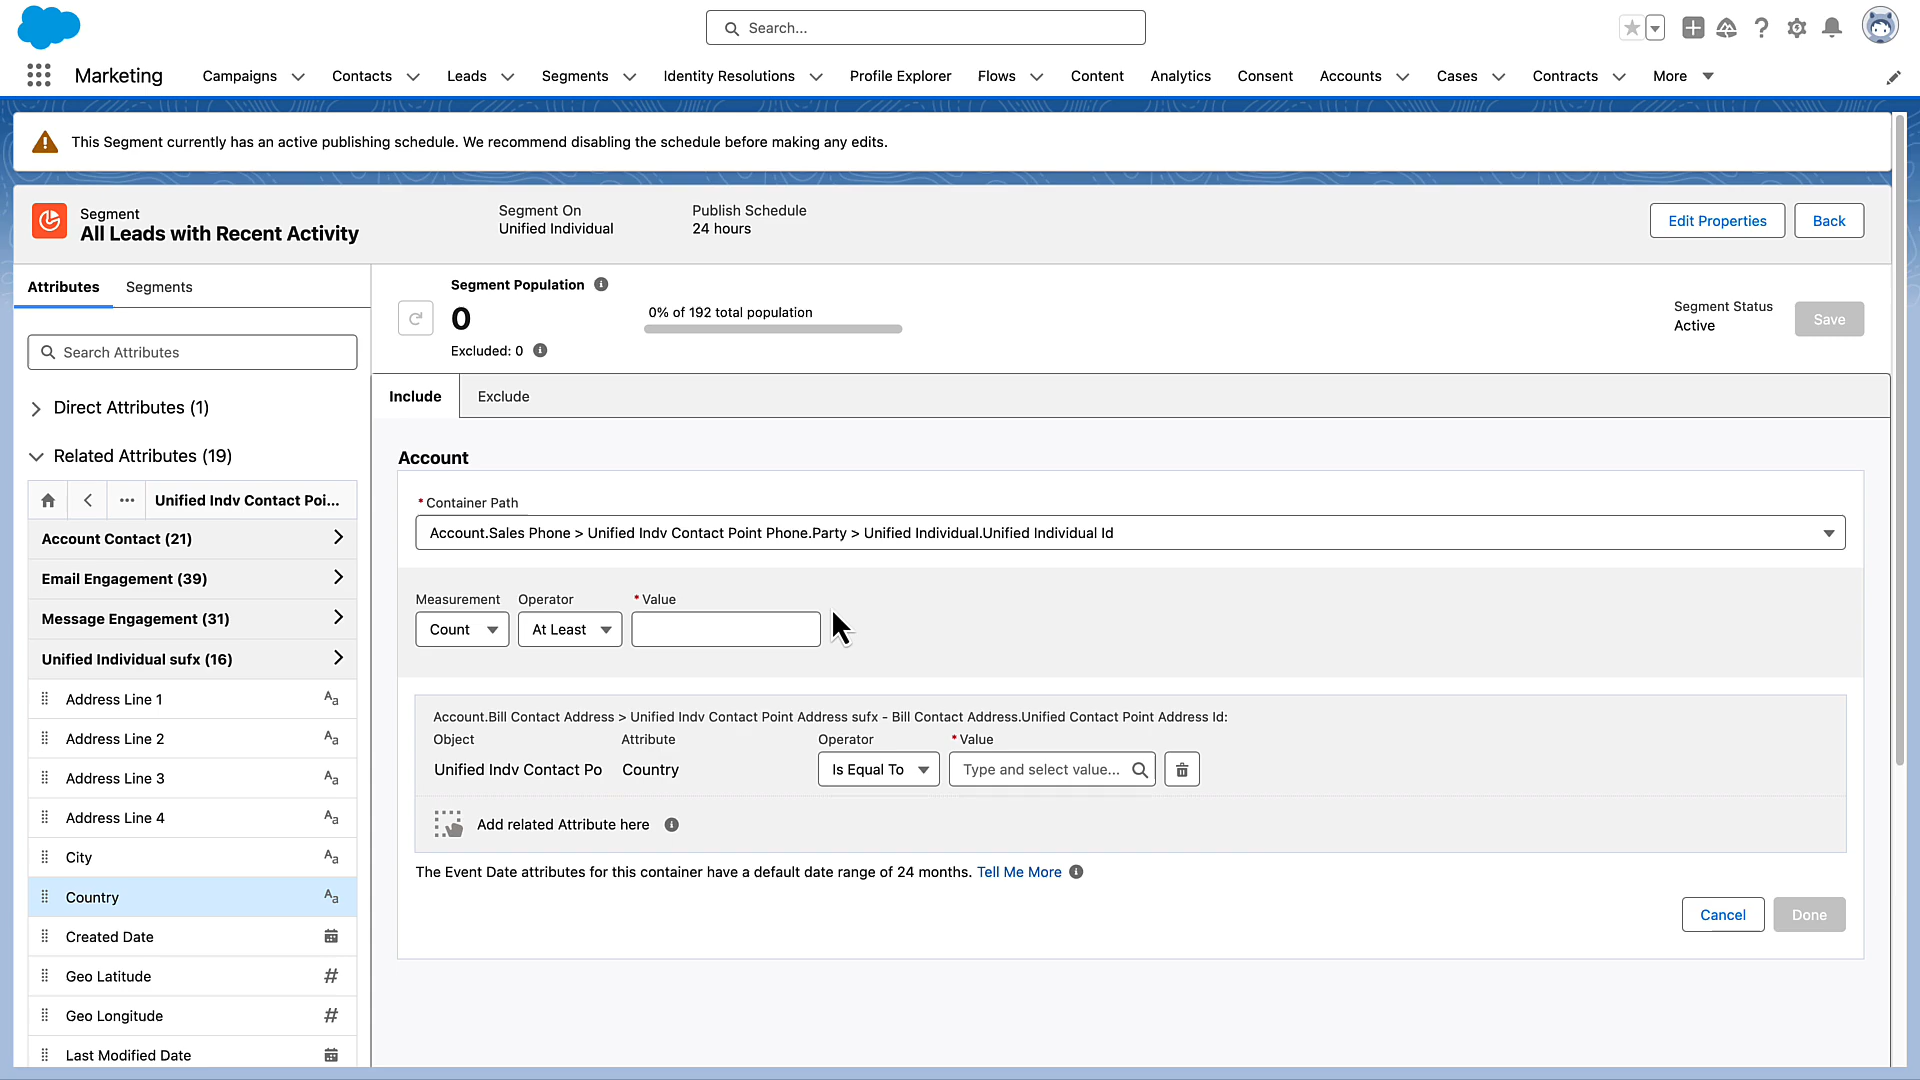 Search...
Marketing
Campaigns
Contacts
Leads
Segments
Identity Resolutions
Profile Explorer
Flows
Content
Analytics
Consent
Accounts
Cases
Contracts
More
This Segment currently has an active publishing schedule. We recommend disabling the schedule before making any edits.
Segment
All Leads with Recent Activity
Segment On
Unified Individual
Publish Schedule
24 hours
Edit Properties
Back
Attributes
Segments
Search Attributes
Direct Attributes (1)
Related Attributes (19)
Unified Indv Contact Poi...
Account Contact (21)
Email Engagement (39)
Message Engagement (31)
Unified Individual sufx (16)
Address Line 1
Address Line 2
Address Line 3
Address Line 4
City
Country
Created Date
Geo Latitude
Geo Longitude
Last Modified Date
Segment Population
0
0% of 192 total population
Excluded: 0
Segment Status
Active
Save
Include
Exclude
Account
* Container Path
Account.Sales Phone > Unified Indv Contact Point Phone.Party > Unified Individual.Unified Individual Id
Measurement
Operator
* Value
Count
At Least
Account.Bill Contact Address > Unified Indv Contact Point Address sufx - Bill Contact Address.Unified Contact Point Address Id:
Object
Attribute
Operator
* Value
Unified Indv Contact Po
Country
Is Equal To
Type and select value...
Add related Attribute here
The Event Date attributes for this container have a default date range of 24 months. Tell Me More
Cancel
Done